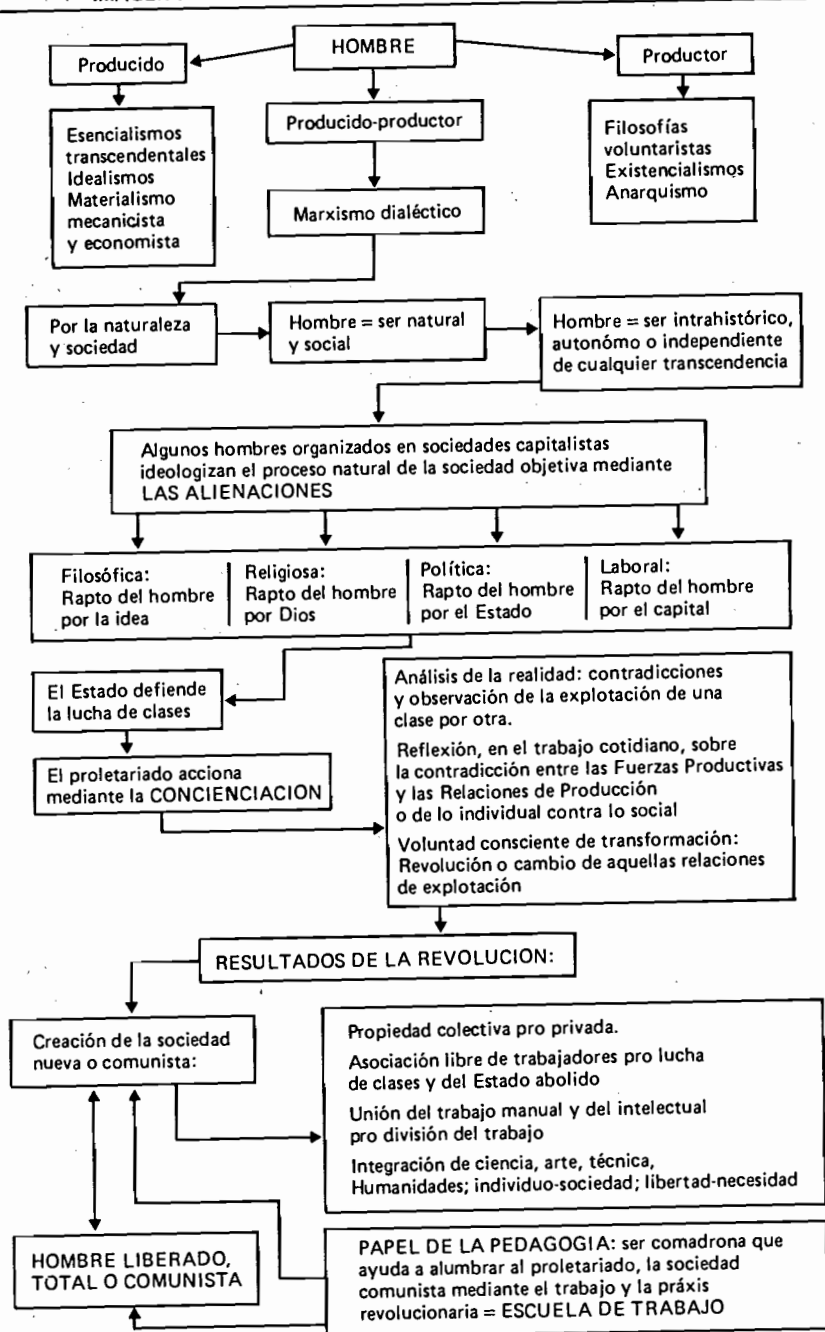 HOMBRE
Producido
Productor
Producido-productor
Esencialismos
transcendentales
Idealismos
Materialismo
mecanicista
y economista
Filosofías
voluntaristas
Existencialismos
Anarquismo
Marxismo dialéctico
Por la naturaleza
y sociedad
Hombre = ser natural
y social
Hombre = ser intrahistórico,
autonómo o independiente
de cualquier transcendencia
Algunos hombres organizados en sociedades capitalistas
ideologizan el proceso natural de la sociedad objetiva mediante
LAS ALIENACIONES
Filosófica:
Rapto del hombre
por la idea
Religiosa:
Rapto del hombre
por Dios
Política:
Rapto del hombre
por el Estado
Laboral:
Rapto del hombre
por el capital
El Estado defiende
la lucha de clases
El proletariado acciona
mediante la CONCIENCIACION
Análisis de la realidad: contradicciones
y observación de la explotación de una
clase por otra.
Reflexión, en el trabajo cotidiano, sobre
la contradicción entre las Fuerzas Productivas
y las Relaciones de Producción
o de lo individual contra lo social
Voluntad consciente de transformación:
Revolución o cambio de aquellas relaciones
de explotación
RESULTADOS DE LA REVOLUCION:
Creación de la sociedad
nueva o comunista:
Propiedad colectiva pro privada.
Asociación libre de trabajadores pro lucha
de clases y del Estado abolido
Unión del trabajo manual y del intelectual
pro división del trabajo
Integración de ciencia, arte, técnica,
Humanidades; individuo-sociedad; libertad-necesidad
HOMBRE LIBERADO,
TOTAL O COMUNISTA
PAPEL DE LA PEDAGOGIA: ser comadrona que
ayuda a alumbrar al proletariado, la sociedad
comunista mediante el trabajo y la práxis
revolucionaria = ESCUELA DE TRABAJO